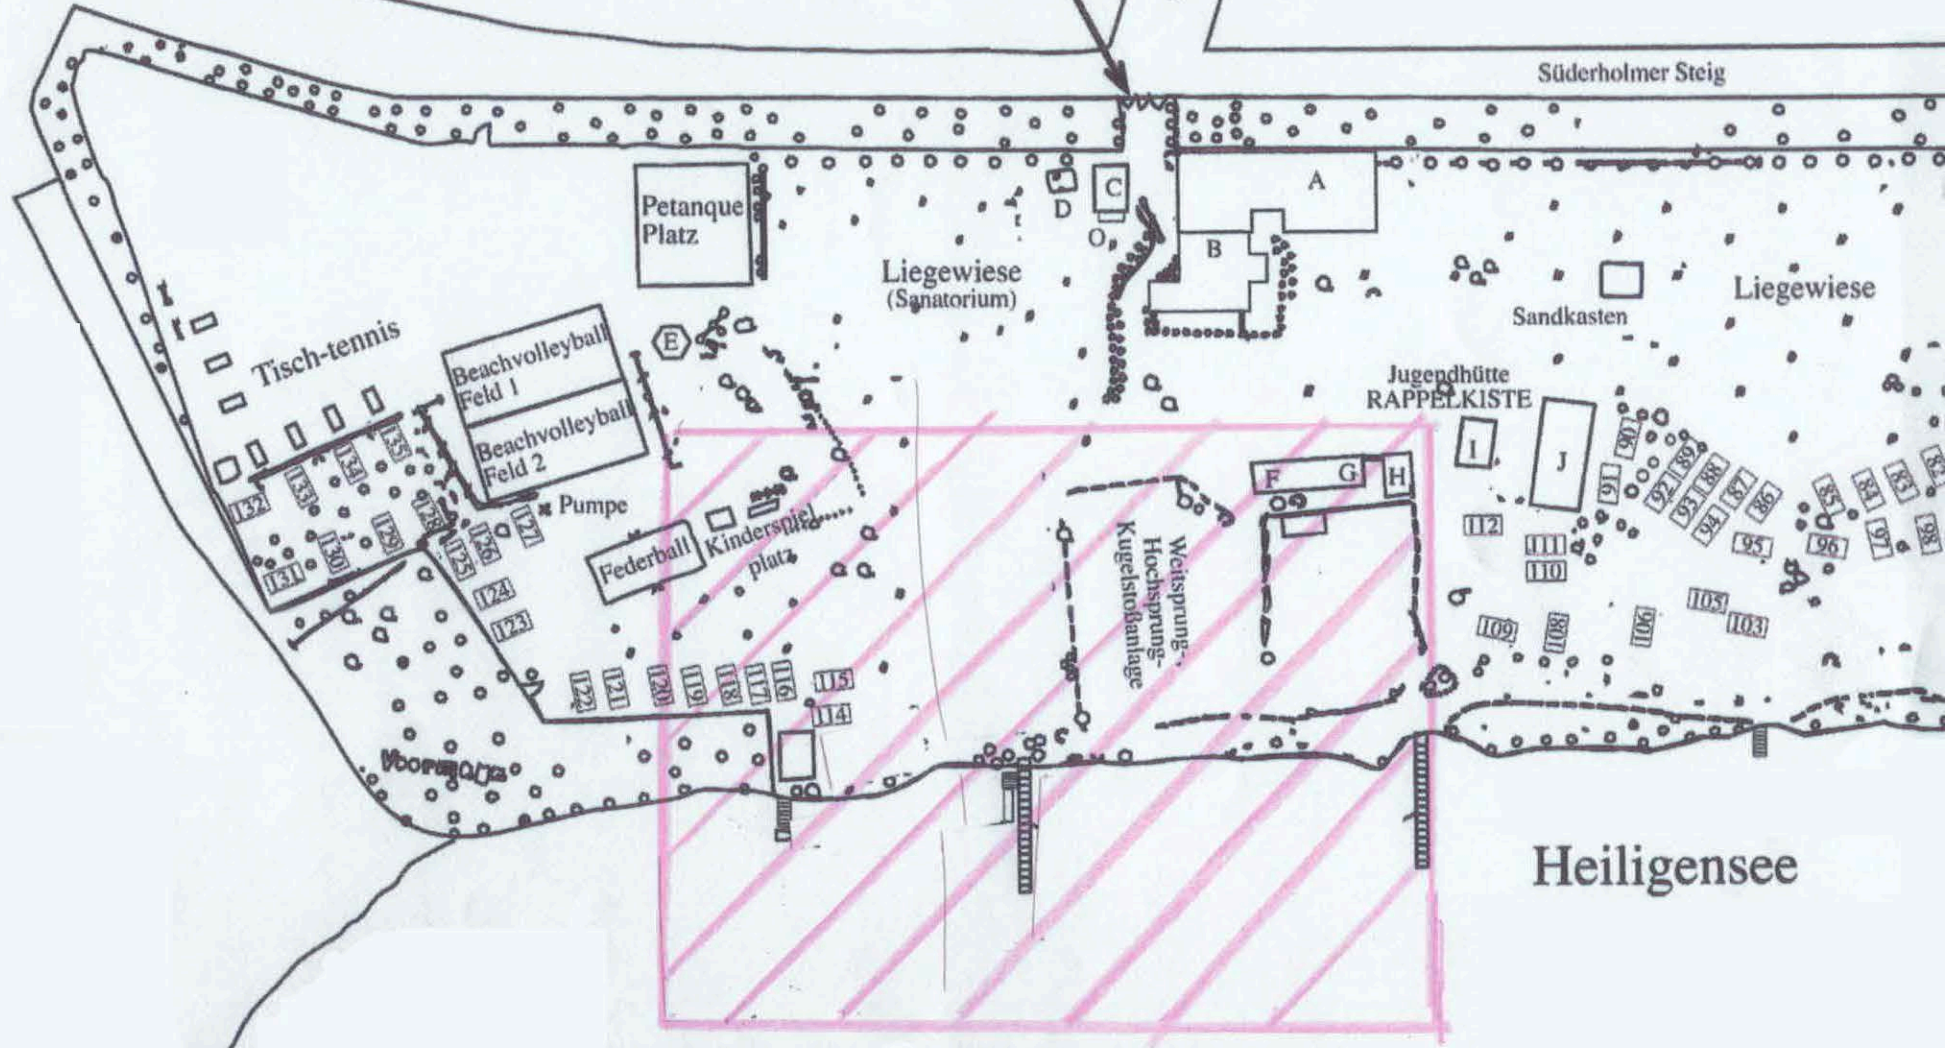 Süderholmer Steig
A
C
D
O
B
Petanque
Platz
Liegewiese
(Sanatorium)
Liegewiese
Sandkasten
E
Tisch-tennis
Beachvolleyball
Feld 1
Beachvolleyball
Feld 2
Jugendhütte
RAPPELKISTE
I
J
F
G
H
Pumpe
Federball
Kinderspiel
platz
Weitsprung-,
Hochsprung-
Kugelstoßanlage
132
133
134
135
131
130
129
128
127
126
125
124
123
122
121
120
119
118
117
116
115
114
112
111
110
109
108
106
105
103
90
91
89
88
92
93
94
87
86
95
85
84
83
82
96
97
98
Heiligensee